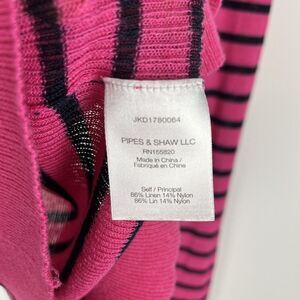 JKD1780064
PIPES & SHAW LLC
RN155820
Made in China /
Fabriqué en Chine
Self / Principal
86% Linen 14% Nylon
86% Lin 14% Nylon